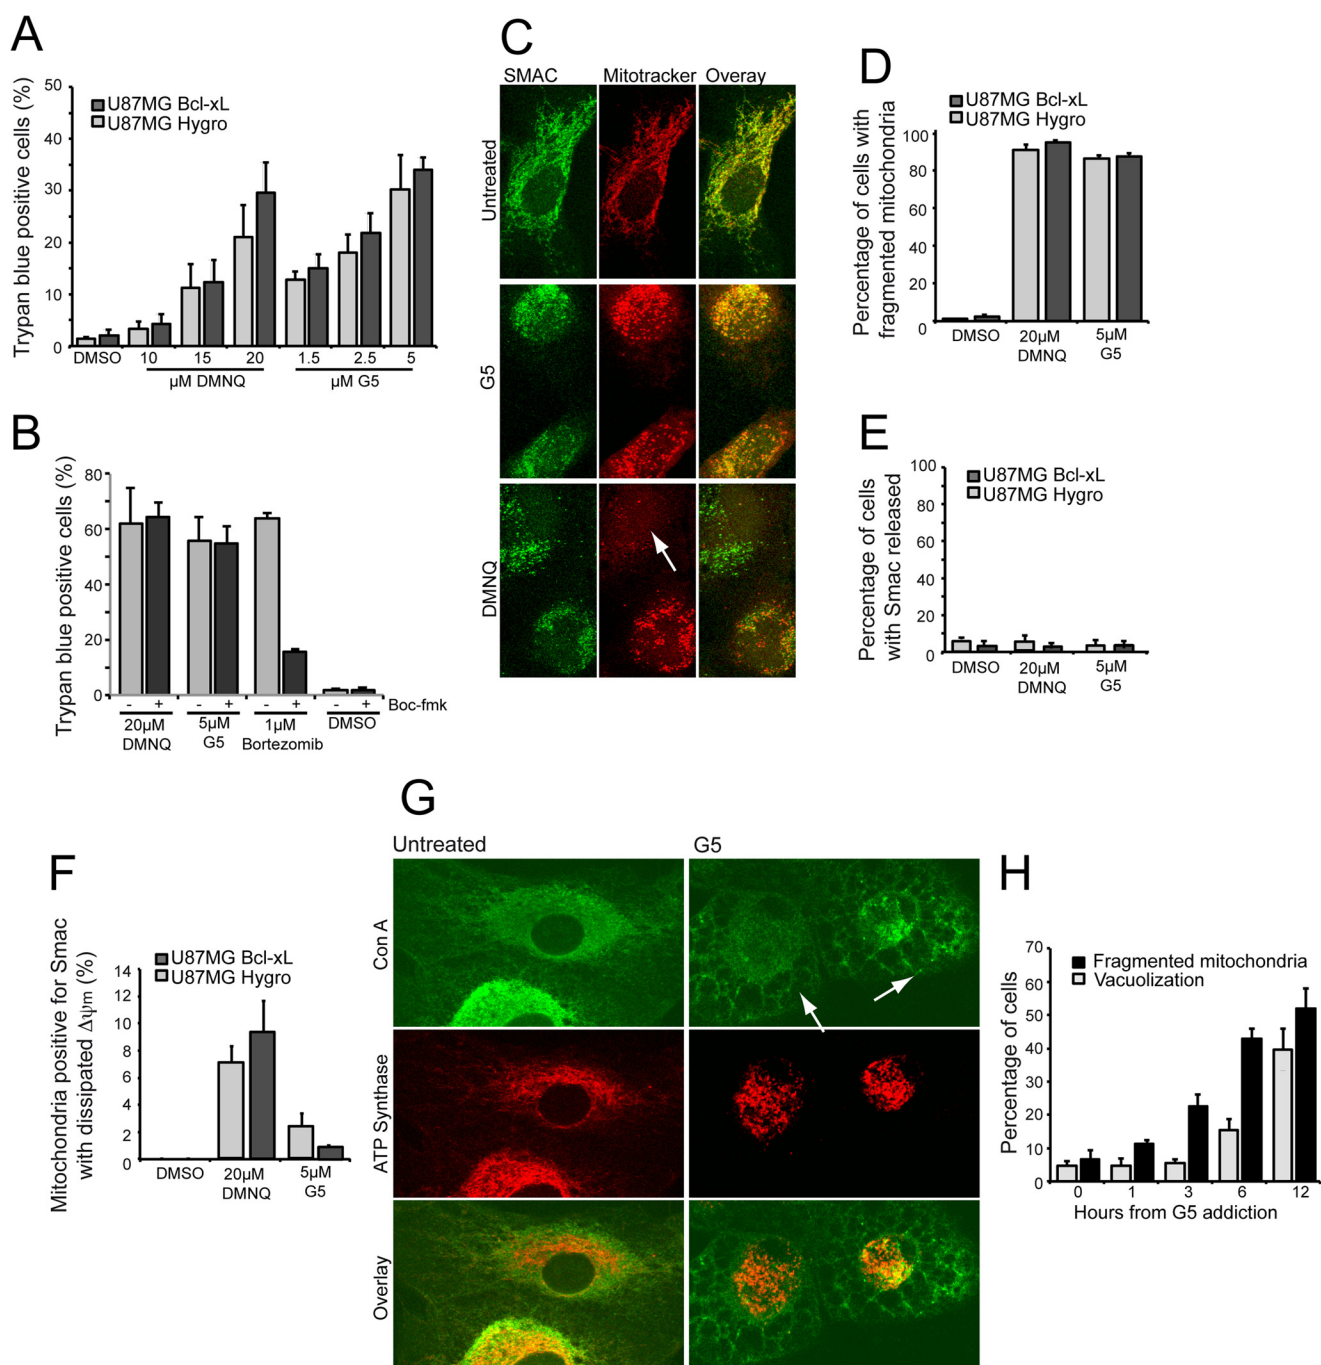 A
Trypan blue positive cells (%)
50
40
30
20
10
0
U87MG Bcl-xL
U87MG Hygro
DMSO 10 15 20 1.5 2.5 5
µM DMNQ µM G5
B
Trypan blue positive cells (%)
80
60
40
20
0
- + - + - + - + Boc-fmk
20µM 5µM 1µM DMSO
DMNQ G5 Bortezomib
C
SMAC Mitotracker Overay
Untreated
G5
DMNQ
D
U87MG Bcl-xL
U87MG Hygro
Percentage of cells with
fragmented mitochondria
100
80
60
40
20
0
DMSO 20µM 5µM
DMNQ G5
E
Percentage of cells
with Smac released
100
90
80
70
60
50
40
30
20
10
0
U87MG Bcl-xL
U87MG Hygro
DMSO 20µM 5µM
DMNQ G5
F
Mitochondria positive for Smac
with dissipated Δψm (%)
U87MG Bcl-xL
U87MG Hygro
14
12
10
8
6
4
2
0
DMSO 20µM 5µM
DMNQ G5
G
Untreated G5
Con A
ATP Synthase
Overlay
H
Percentage of cells
70
60
50
40
30
20
10
0
Fragmented mitochondria
Vacuolization
0 1 3 6 12
Hours from G5 addiction